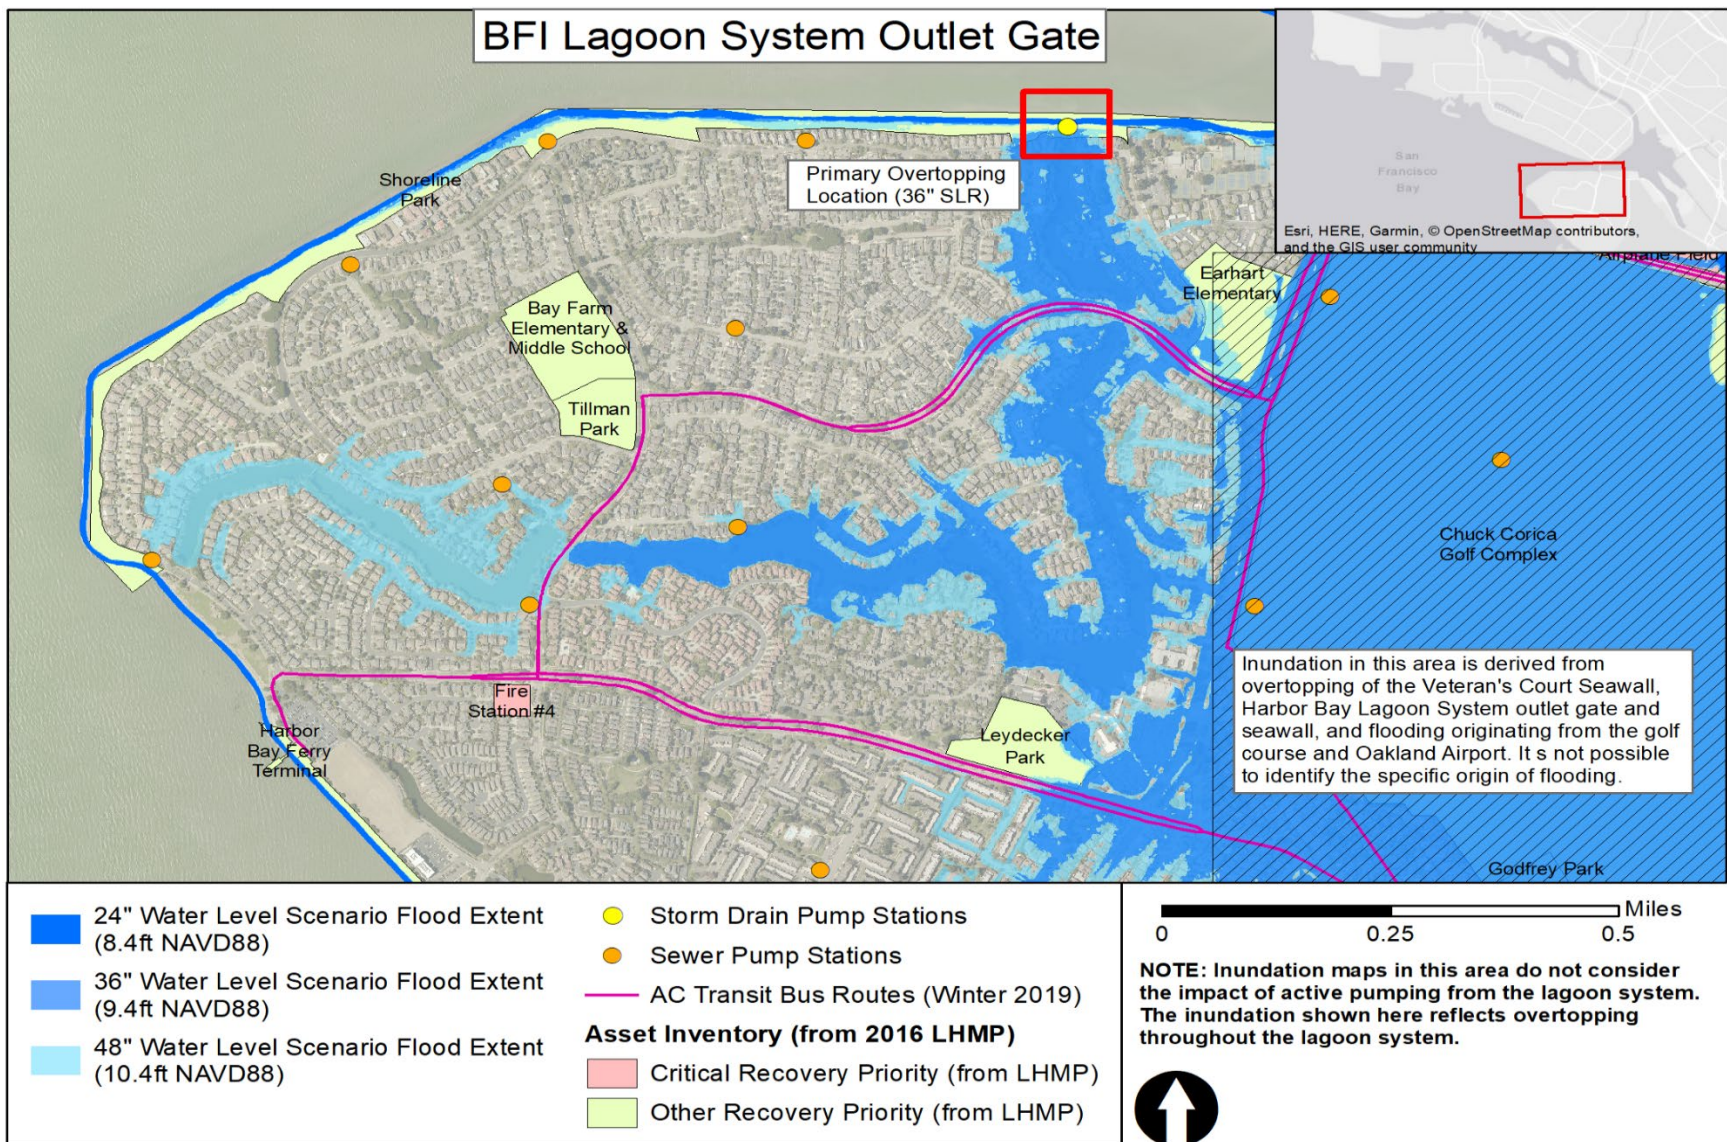 BFI Lagoon System Outlet Gate
San
Francisco
Bay
Esri, HERE, Garmin, © OpenStreetMap contributors,
and the GIS user community
Airplane Field
Primary Overtopping
Location (36" SLR)
Shoreline
Park
Earhart
Elementary
Bay Farm
Elementary &
Middle School
Tillman
Park
Chuck Corica
Golf Complex
Inundation in this area is derived from
overtopping of the Veteran's Court Seawall,
Harbor Bay Lagoon System outlet gate and
seawall, and flooding originating from the golf
course and Oakland Airport. It s not possible
to identify the specific origin of flooding.
Fire
Station #4
Harbor
Bay Ferry
Terminal
Leydecker
Park
Godfrey Park
24" Water Level Scenario Flood Extent
(8.4ft NAVD88)
36" Water Level Scenario Flood Extent
(9.4ft NAVD88)
48" Water Level Scenario Flood Extent
(10.4ft NAVD88)
Storm Drain Pump Stations
Sewer Pump Stations
AC Transit Bus Routes (Winter 2019)
Asset Inventory (from 2016 LHMP)
Critical Recovery Priority (from LHMP)
Other Recovery Priority (from LHMP)
Miles
0 0.25 0.5
NOTE: Inundation maps in this area do not consider
the impact of active pumping from the lagoon system.
The inundation shown here reflects overtopping
throughout the lagoon system.